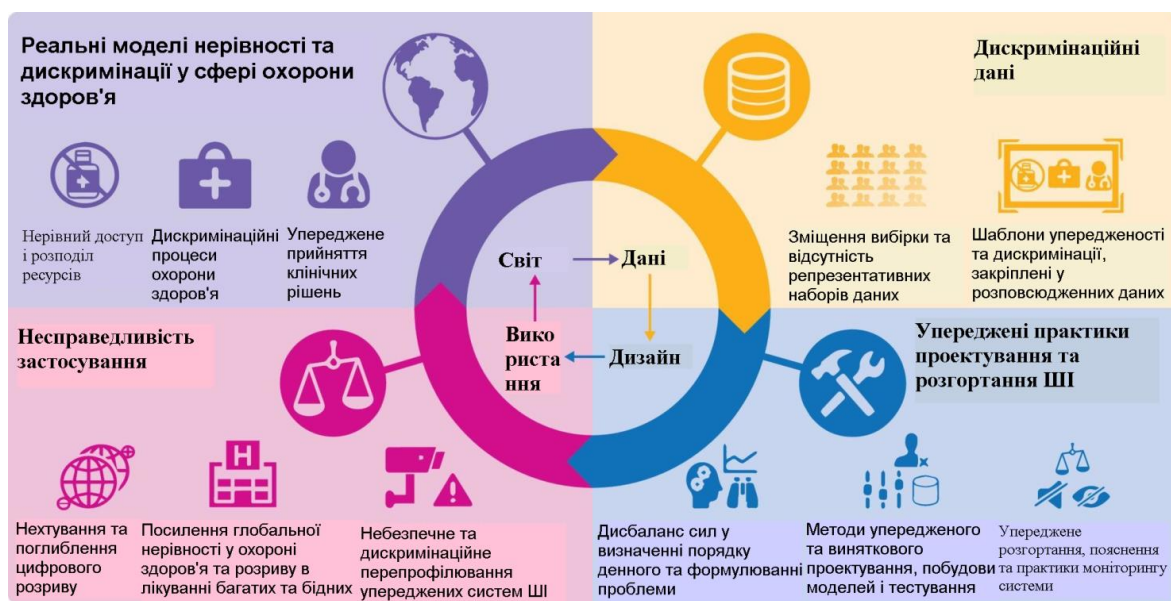 Реальні моделі нерівності та
дискримінації у сфері охорони
здоров'я
Нерівний доступ
і розподіл
ресурсів
Дискримінаційні
процеси
охорони
здоров'я
Упереджене
прийняття
клінічних
рішень
Дискримінаційні
дані
Зміщення вибірки та
відсутність
репрезентативних
наборів даних
Шаблони упередженості
та дискримінації,
закріплені у
розповсюдженних даних
Світ
Дані
Вико
риста
ння
Дизайн
Несправедливість
застосування
H
Нехтування та
поглиблення
цифрового
розриву
Посилення глобальної
нерівності у охороні
здоров'я та розриву в
лікуванні багатих та бідних
Небезпечне та
дискримінаційне
перепрофілювання
упереджених систем ШІ
Упереджені практики
проектування та
розгортання ШІ
Дисбаланс сил у
визначенні порядку
денного та формулюванні
проблеми
Методи упередженого
та виняткового
проектування, побудови
моделей і тестування
Упереджене
розгортання, пояснення
та практики моніторингу
системи